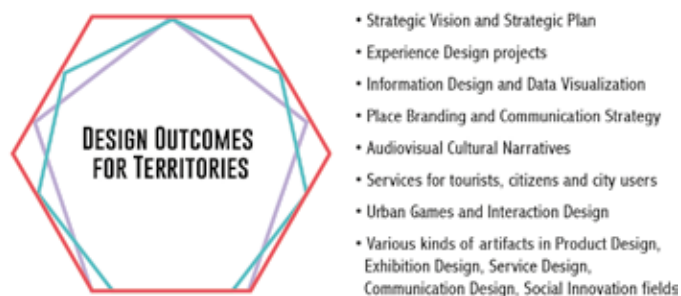 DESIGN OUTCOMES
FOR TERRITORIES
• Strategic Vision and Strategic Plan
• Experience Design projects
• Information Design and Data Visualization
• Place Branding and Communication Strategy
• Audiovisual Cultural Narratives
• Services for tourists, citizens and city users
• Urban Games and Interaction Design
• Various kinds of artifacts in Product Design,
Exhibition Design, Service Design,
Communication Design, Social Innovation fields